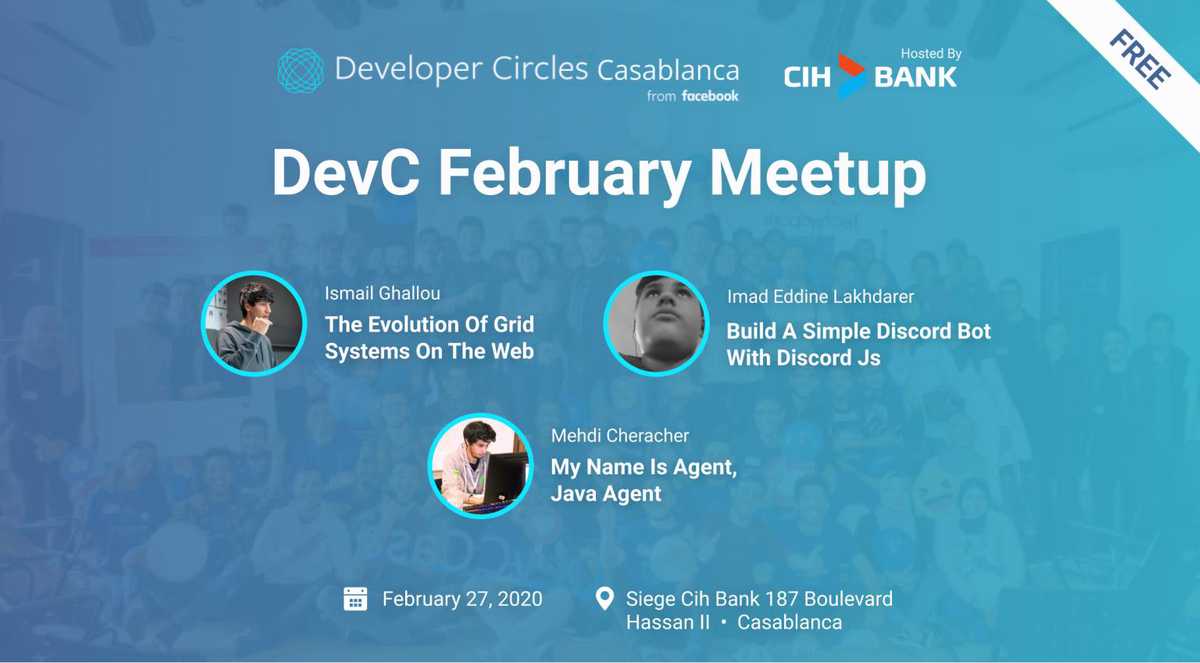 FREE
Developer Circles Casablanca
from facebook
Hosted By
CIH BANK
DevC February Meetup
Ismail Ghallou
The Evolution Of Grid
Systems On The Web
Imad Eddine Lakhdarer
Build A Simple Discord Bot
With Discord Js
Mehdi Cheracher
My Name Is Agent,
Java Agent
February 27, 2020
Siege Cih Bank 187 Boulevard
Hassan II • Casablanca